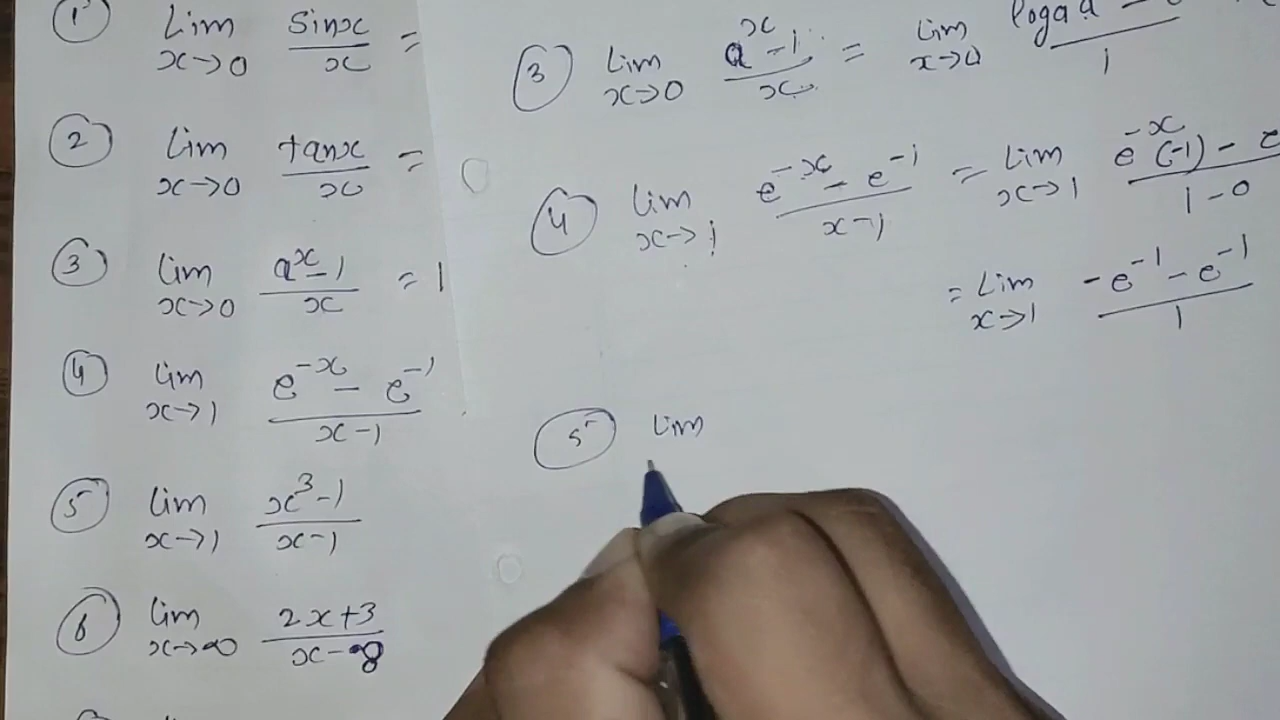 ① Lim x→0 sinx/x =
② Lim x→0 tanx/x =
③ Lim x→0 a^x-1/x = 1
④ Lim x→1 e^-x - e^-1/x-1
⑤ Lim x→1 x^3-1/x-1
⑥ Lim x→∞ 2x+3/x-8
③ Lim x→0 a^x-1/x = Lim x→0 loga a - 0/1
④ Lim x→1 e^-x - e^-1/x-1 = Lim x→1 e^-x(-1) - e/1-0
= Lim x→1 -e^-1 - e^-1/1
⑤ Lim